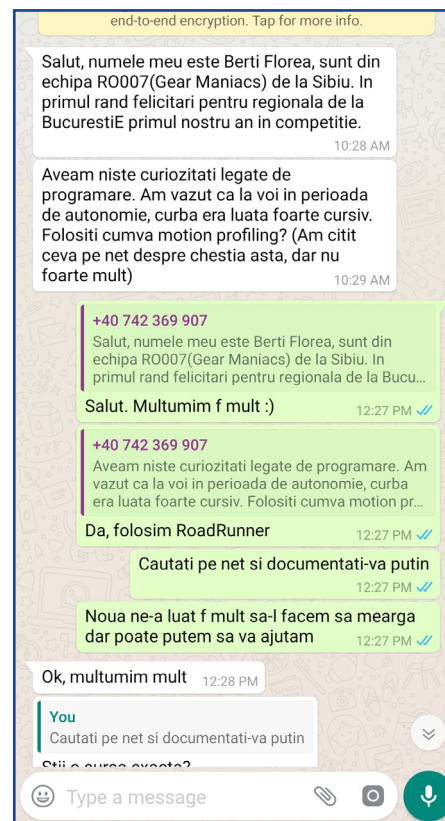 end-to-end encryption. Tap for more info.
Salut, numele meu este Berti Florea, sunt din
echipa RO007(Gear Maniacs) de la Sibiu. In
primul rand felicitari pentru regionala de la
BucurestiE primul nostru an in competitie.
10:28 AM
Aveam niste curiozitati legate de
programare. Am vazut ca la voi in perioada
de autonomie, curba era luata foarte cursiv.
Folositi cumva motion profiling? (Am citit
ceva pe net despre chestia asta, dar nu
foarte mult)
10:29 AM
+40 742 369 907
Salut, numele meu este Berti Florea, sunt din
echipa RO007(Gear Maniacs) de la Sibiu. In
primul rand felicitari pentru regionala de la Bucu...
Salut. Multumim f mult :)
12:27 PM
+40 742 369 907
Aveam niste curiozitati legate de programare. Am
vazut ca la voi in perioada de autonomie, curba
era luata foarte cursiv. Folositi cumva motion pr...
Da, folosim RoadRunner
12:27 PM
Cautati pe net si documentati-va putin
12:27 PM
Noua ne-a luat f mult sa-l facem sa mearga
dar poate putem sa va ajutam
12:27 PM
Ok, multumim mult
12:28 PM
You
Cautati pe net si documentati-va putin
Stii o sursa exacta?
Type a message